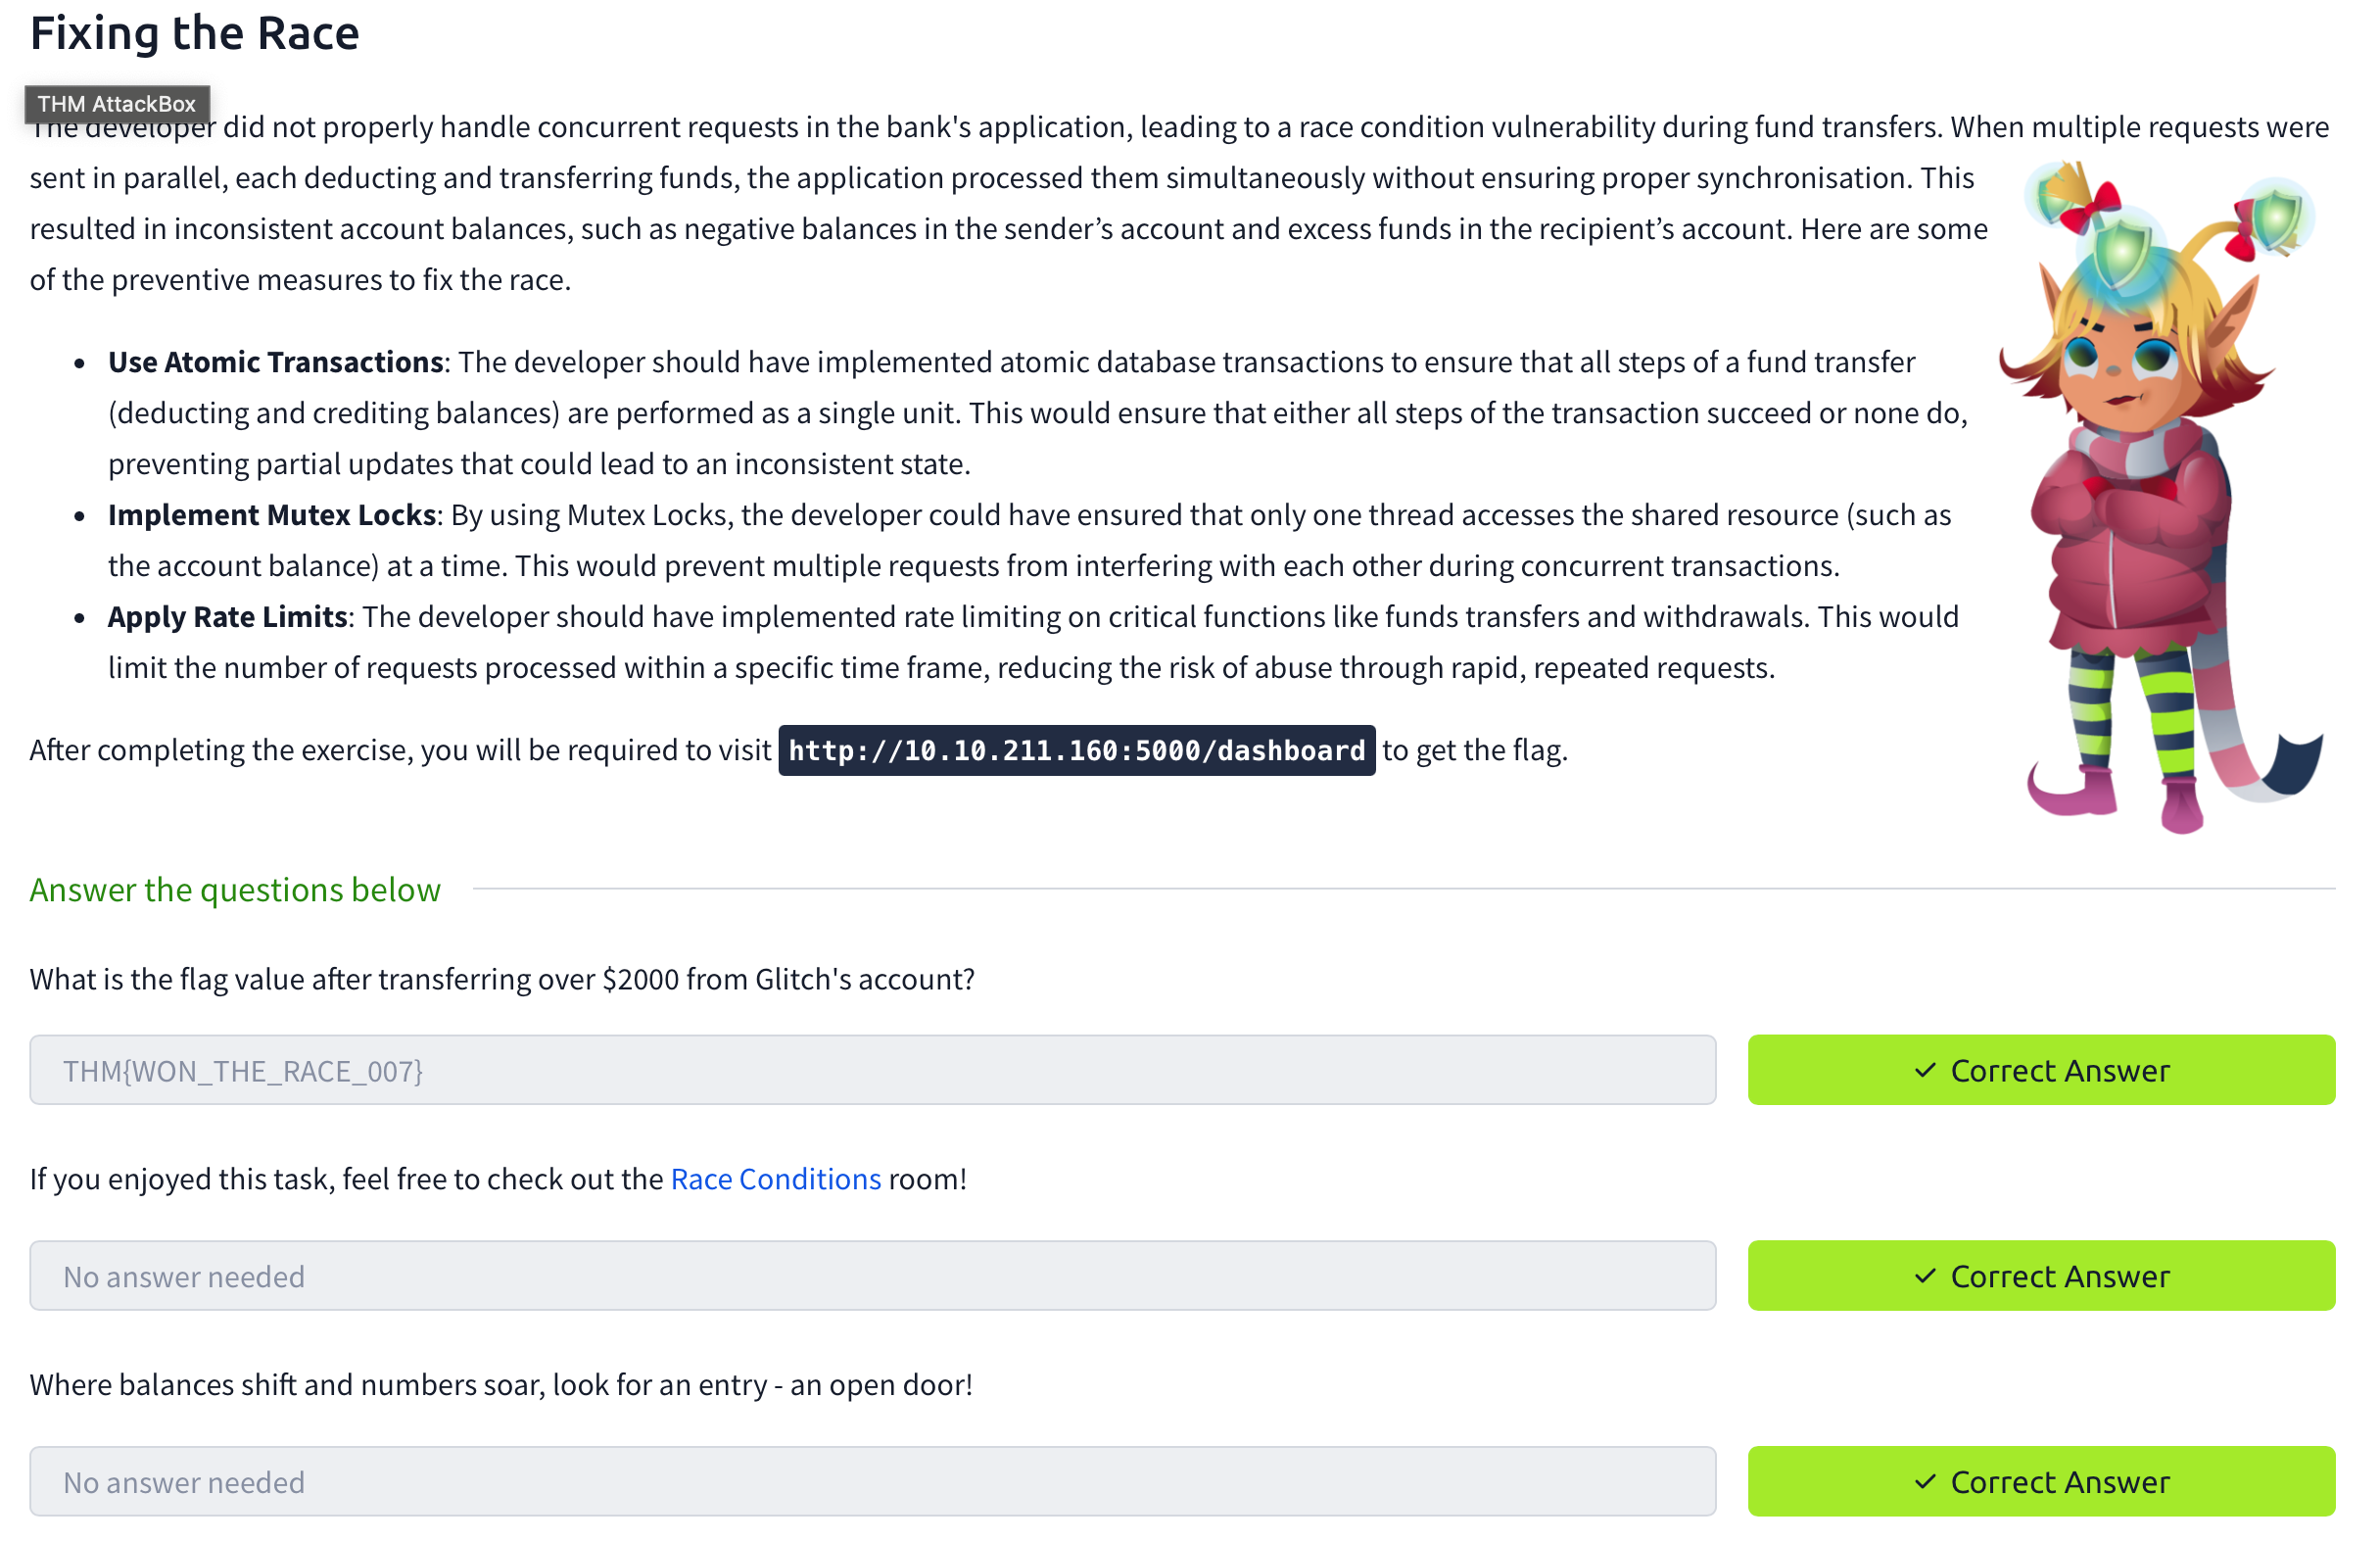 Fixing the Race
THM AttackBox
The developer did not properly handle concurrent requests in the bank's application, leading to a race condition vulnerability during fund transfers. When multiple requests were
sent in parallel, each deducting and transferring funds, the application processed them simultaneously without ensuring proper synchronisation. This
resulted in inconsistent account balances, such as negative balances in the sender’s account and excess funds in the recipient’s account. Here are some
of the preventive measures to fix the race.
• Use Atomic Transactions: The developer should have implemented atomic database transactions to ensure that all steps of a fund transfer
(deducting and crediting balances) are performed as a single unit. This would ensure that either all steps of the transaction succeed or none do,
preventing partial updates that could lead to an inconsistent state.
• Implement Mutex Locks: By using Mutex Locks, the developer could have ensured that only one thread accesses the shared resource (such as
the account balance) at a time. This would prevent multiple requests from interfering with each other during concurrent transactions.
• Apply Rate Limits: The developer should have implemented rate limiting on critical functions like funds transfers and withdrawals. This would
limit the number of requests processed within a specific time frame, reducing the risk of abuse through rapid, repeated requests.
After completing the exercise, you will be required to visit http://10.10.211.160:5000/dashboard to get the flag.
Answer the questions below
What is the flag value after transferring over $2000 from Glitch's account?
THM{WON_THE_RACE_007}
✓ Correct Answer
If you enjoyed this task, feel free to check out the Race Conditions room!
No answer needed
✓ Correct Answer
Where balances shift and numbers soar, look for an entry - an open door!
No answer needed
✓ Correct Answer